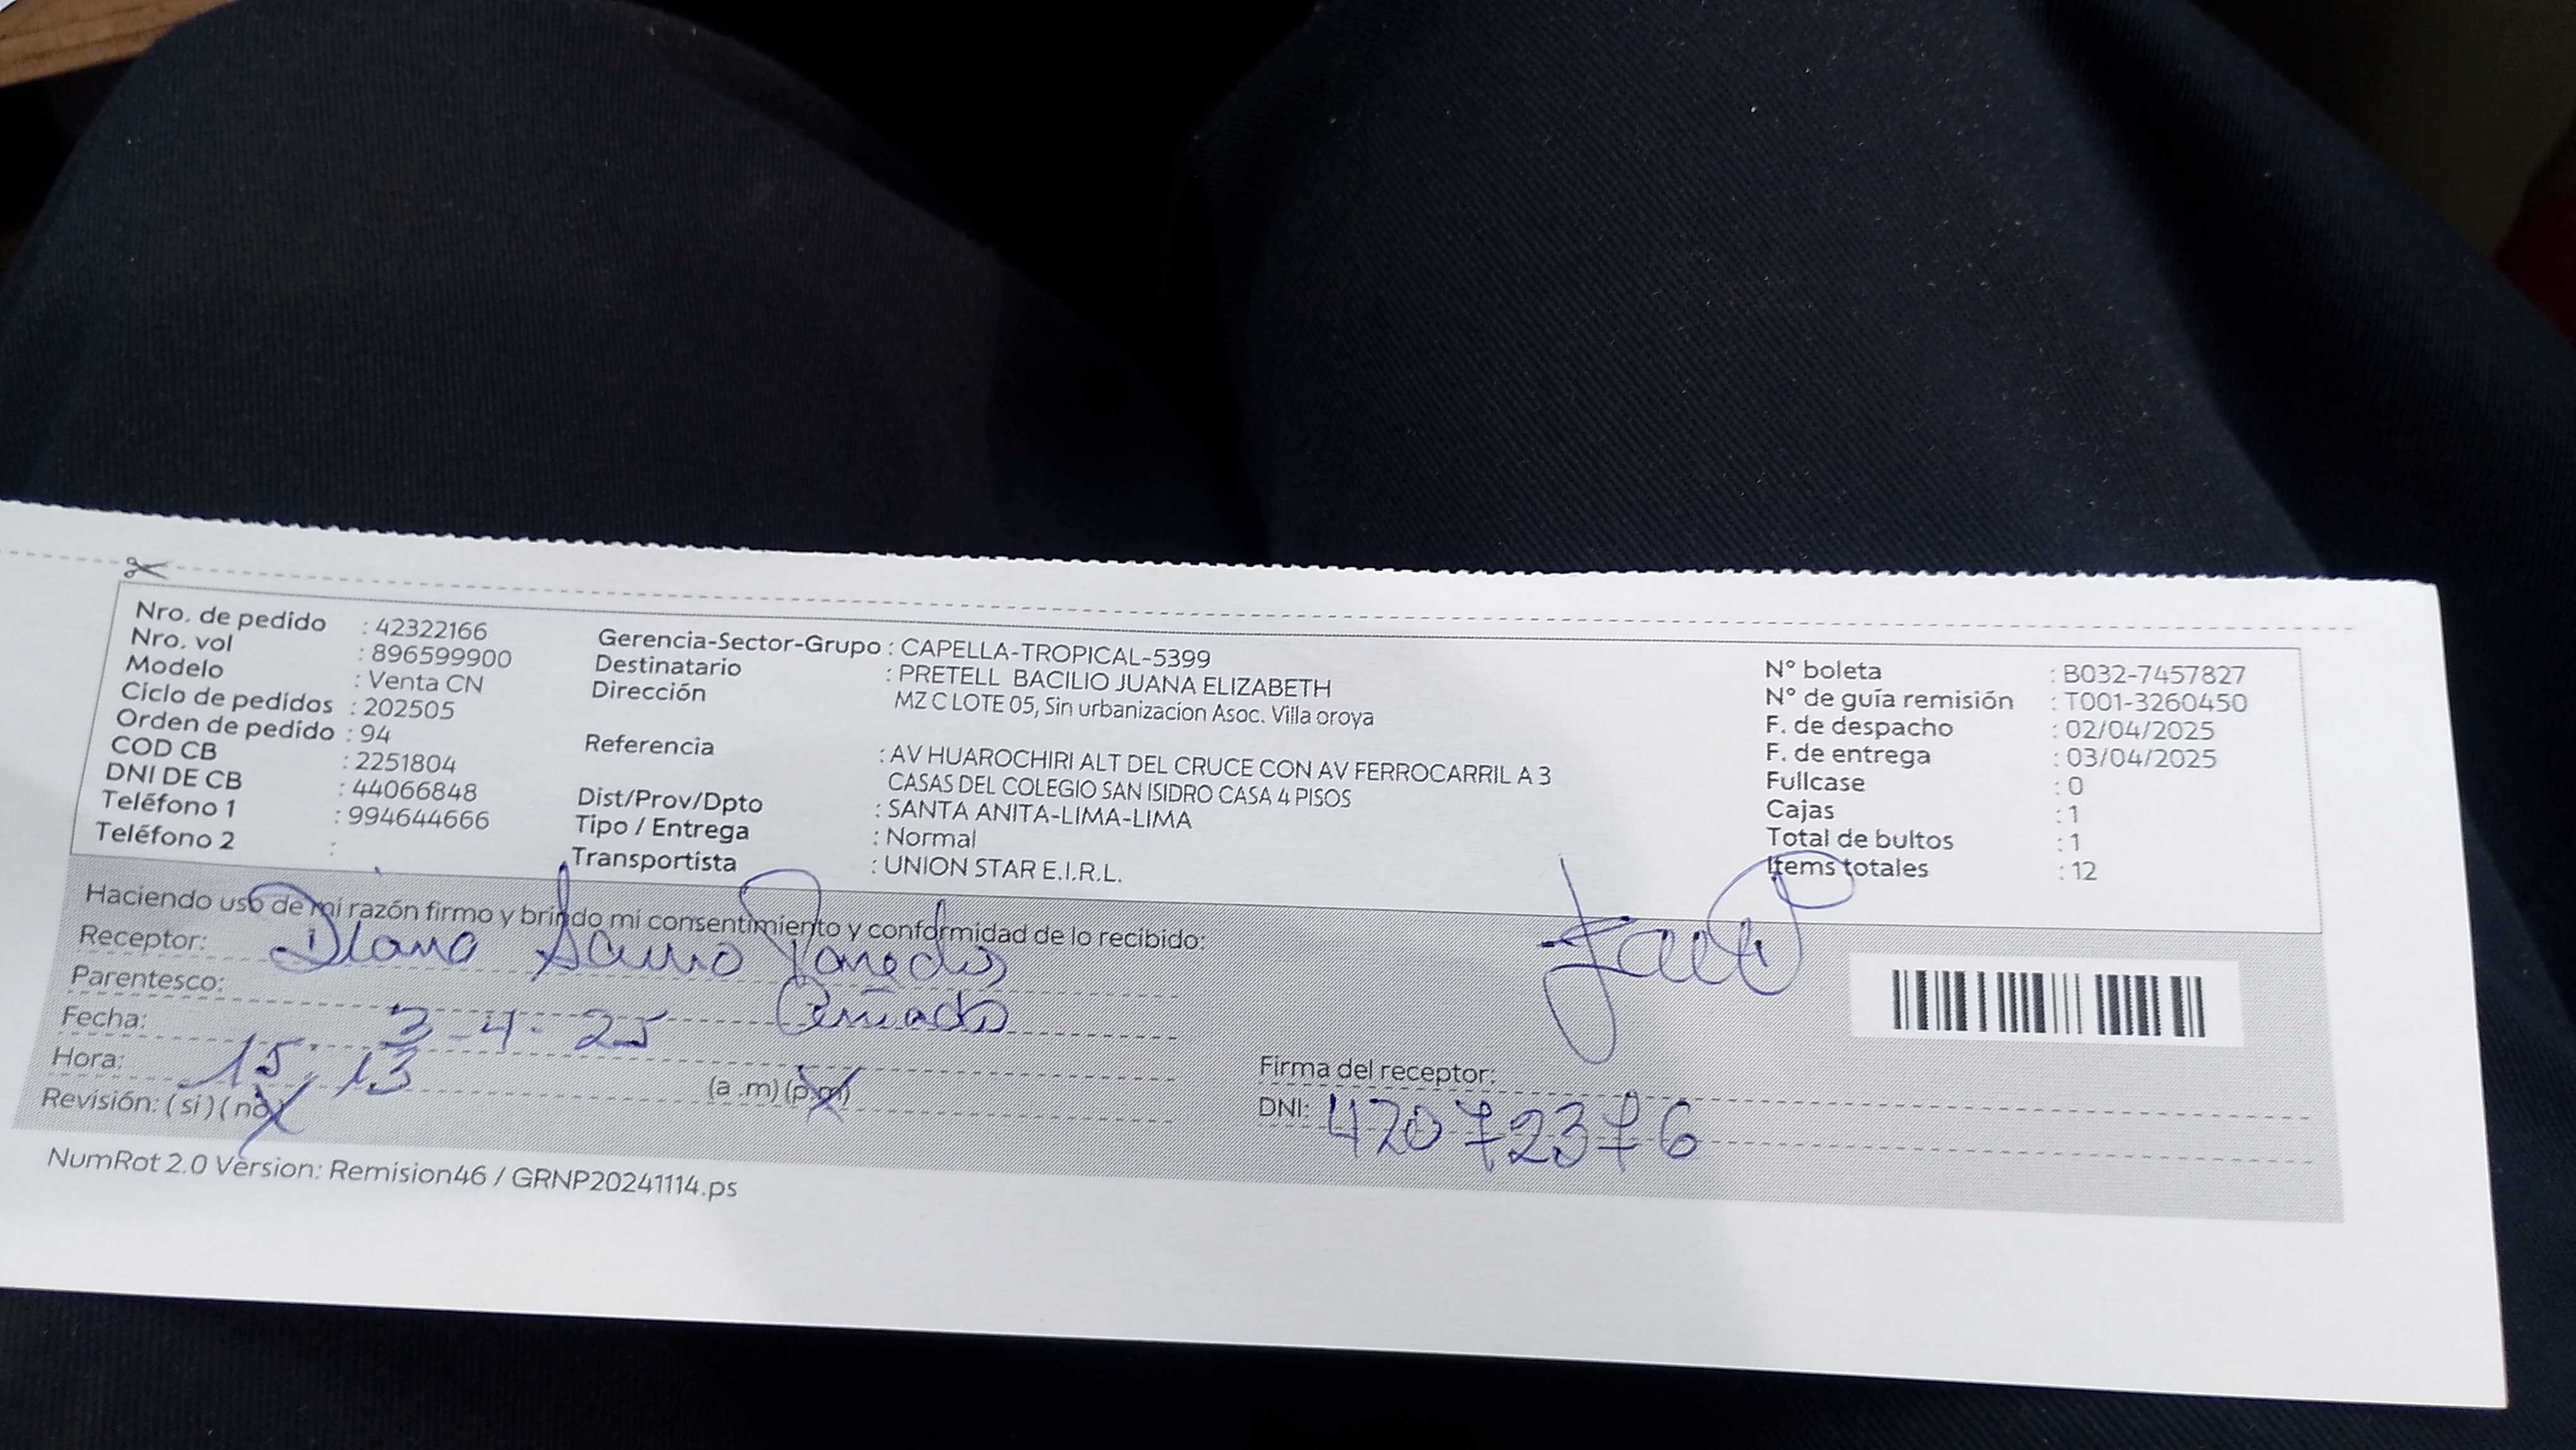 Nro. de pedido : 42322166
Nro. vol : 896599900
Modelo : Venta CN
Ciclo de pedidos : 202505
Orden de pedido : 94
COD CB : 2251804
DNI DE CB : 44066848
Teléfono 1 : 994644666
Teléfono 2 :
Gerencia-Sector-Grupo : CAPELLA-TROPICAL-5399
Destinatario : PRETELL BACILIO JUANA ELIZABETH
Dirección MZ C LOTE 05, Sin urbanizacion Asoc. Villa oroya
Referencia : AV HUAROCHIRI ALT DEL CRUCE CON AV FERROCARRIL A 3
CASAS DEL COLEGIO SAN ISIDRO CASA 4 PISOS
Dist/Prov/Dpto : SANTA ANITA-LIMA-LIMA
Tipo / Entrega : Normal
Transportista : UNION STAR E.I.R.L.
N° boleta : B032-7457827
N° de guía remisión : T001-3260450
F. de despacho : 02/04/2025
F. de entrega : 03/04/2025
Fullcase : 0
Cajas : 1
Total de bultos : 1
Items totales : 12
Haciendo uso de mi razón firmo y brindo mi consentimiento y conformidad de lo recibido:
Receptor: Diana Paredes
Parentesco:
Fecha: 3-4-25
Hora: 15:13 (a .m) (p.m)
Revisión: ( si ) ( no )
Firma del receptor:
DNI: 42072376
NumRot 2.0 Version: Remision46 / GRNP20241114.ps